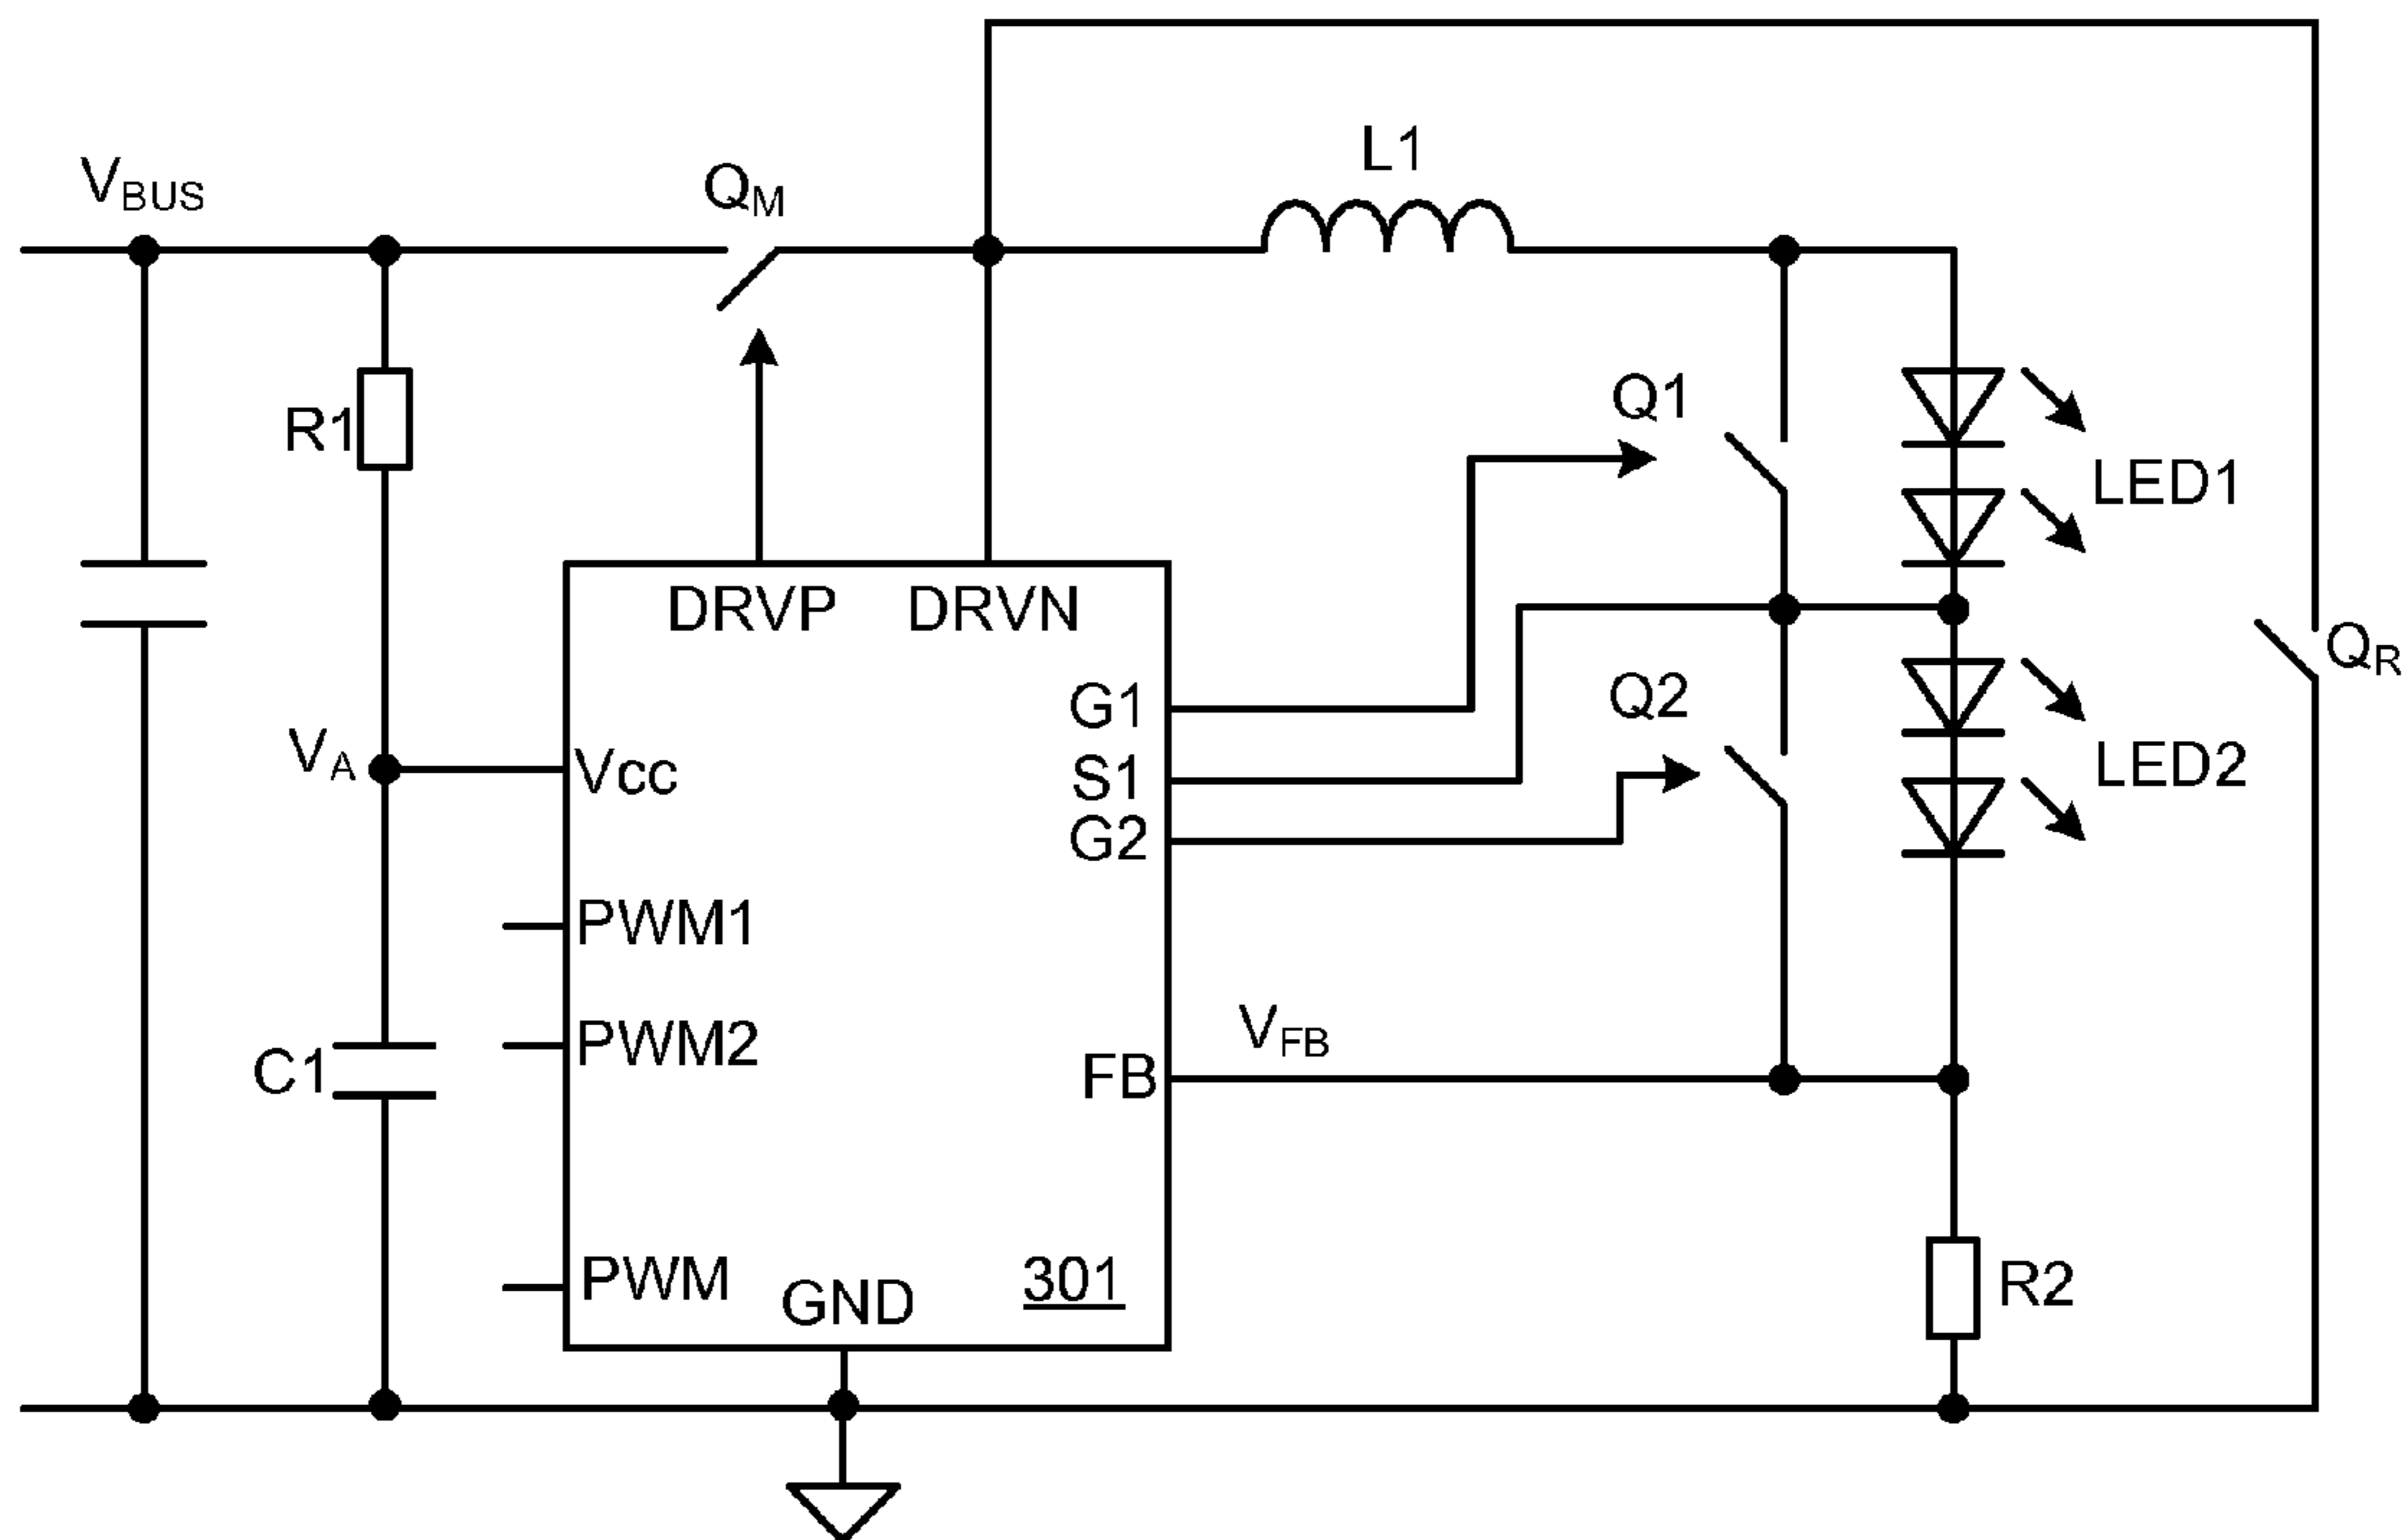 L1
VBUS
QM
Q1
R1
LED1
DRVP
DRVN
QR
G1
Q2
VA
Vcc
S1
LED2
G2
PWM1
VFB
PWM2
C1
FB
PWM
GND
301
R2